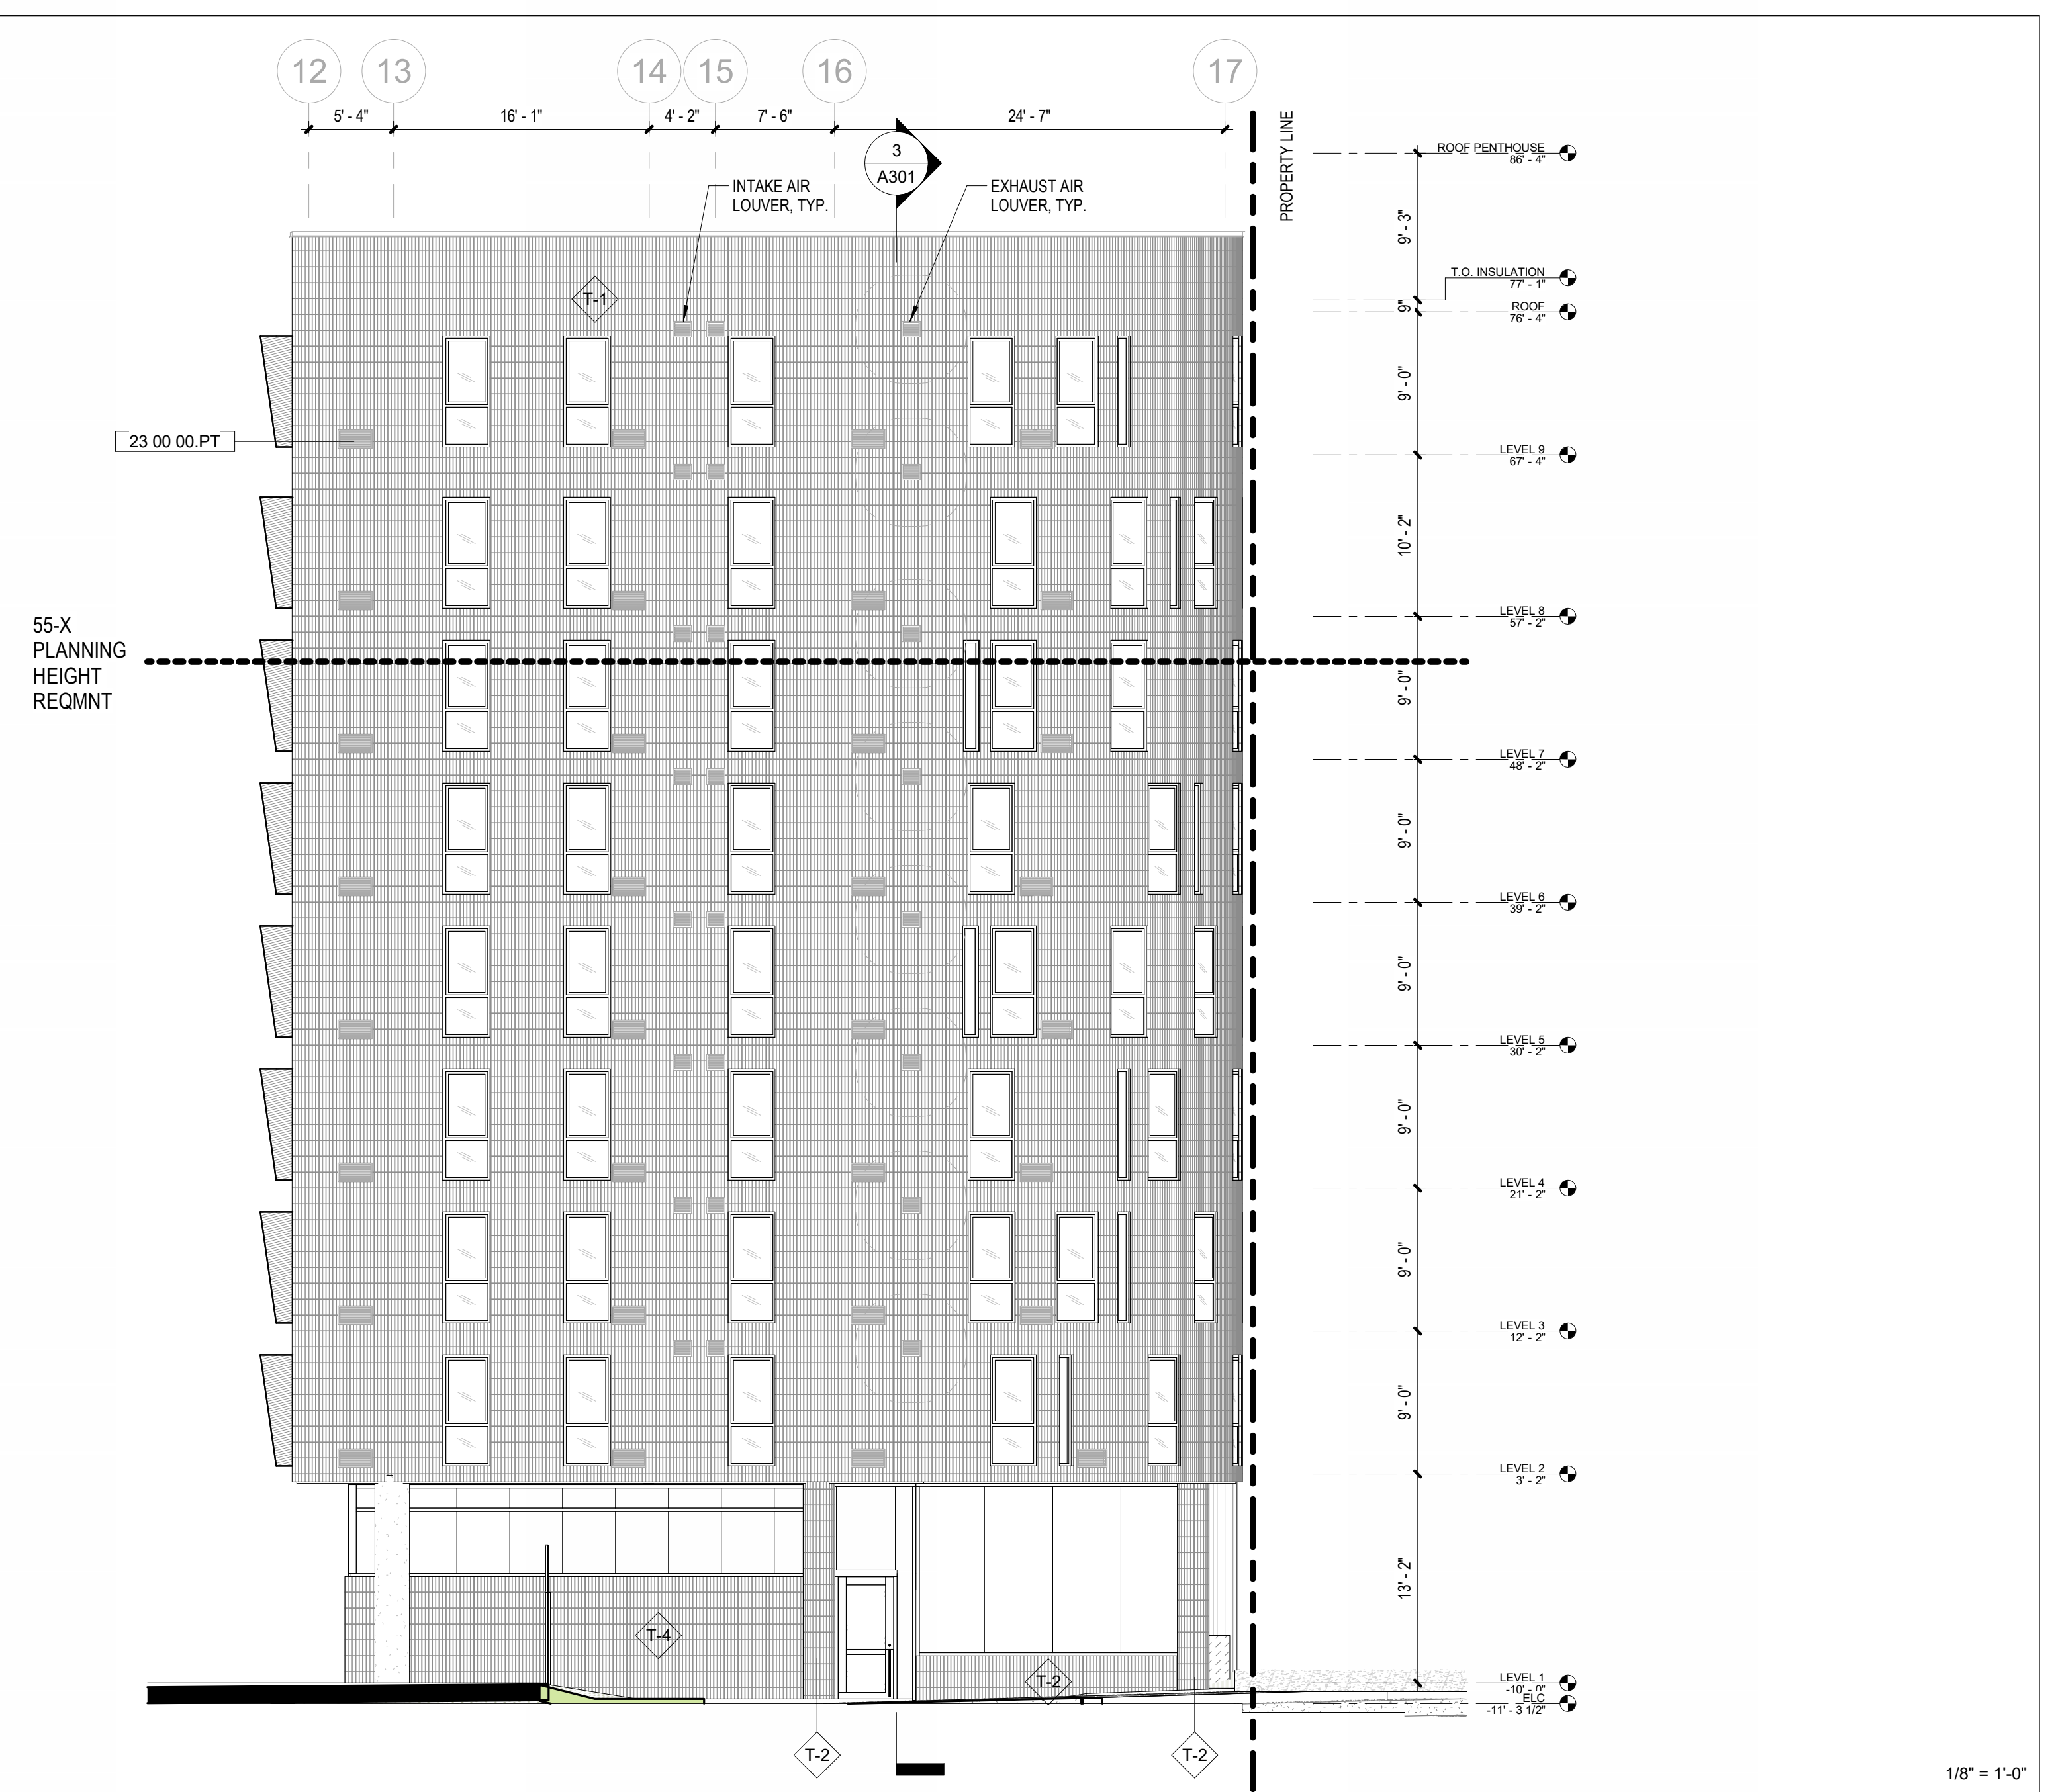 12
13
14
15
16
17
5' - 4"
16' - 1"
4' - 2"
7' - 6"
24' - 7"
3
A301
INTAKE AIR
LOUVER, TYP.
EXHAUST AIR
LOUVER, TYP.
PROPERTY LINE
T-1
23 00 00.PT
55-X
PLANNING
HEIGHT
REQMNT
ROOF PENTHOUSE
86' - 4"
9' - 3"
T.O. INSULATION
77' - 1"
9"
ROOF
76' - 4"
9' - 0"
LEVEL 9
67' - 4"
10' - 2"
LEVEL 8
57' - 2"
9' - 0"
LEVEL 7
48' - 2"
9' - 0"
LEVEL 6
39' - 2"
9' - 0"
LEVEL 5
30' - 2"
9' - 0"
LEVEL 4
21' - 2"
9' - 0"
LEVEL 3
12' - 2"
9' - 0"
LEVEL 2
3' - 2"
13' - 2"
LEVEL 1
-10' - 0"
ELC
-11' - 3 1/2"
T-4
T-2
T-2
T-2
1/8" = 1'-0"